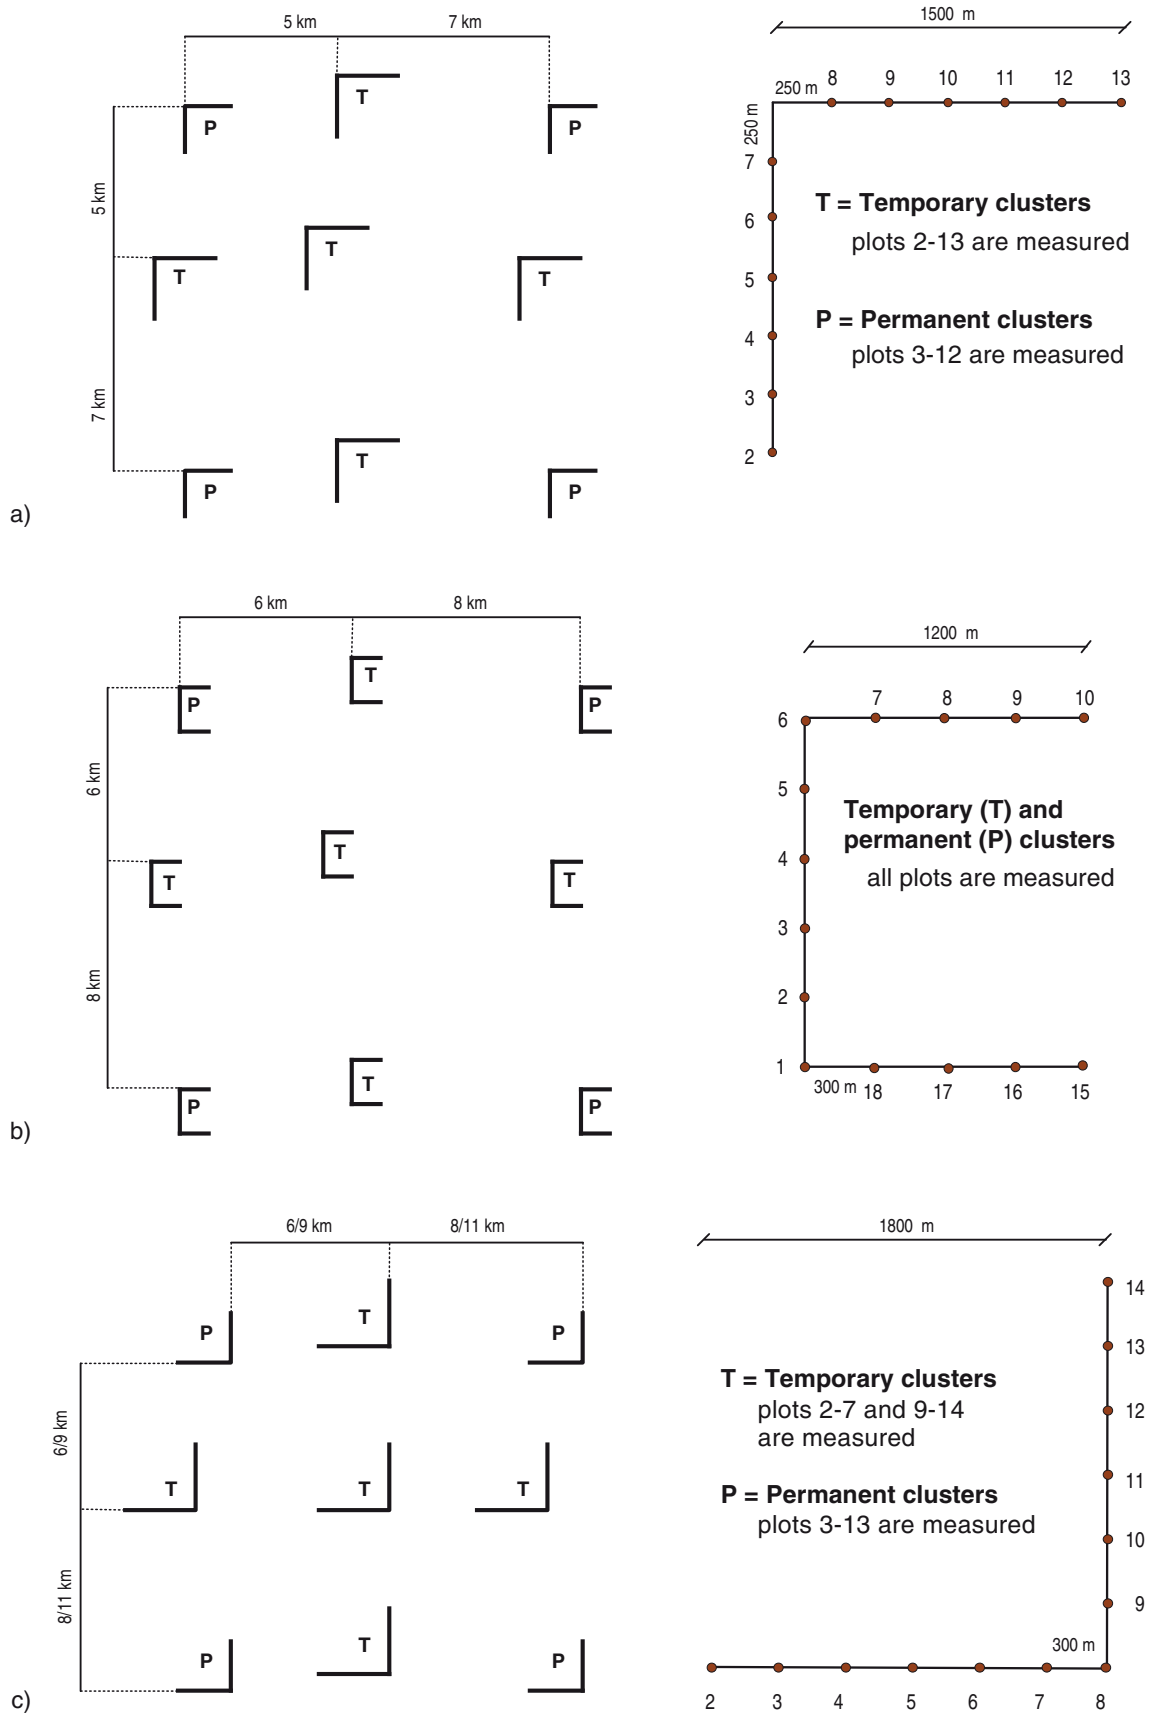 5 km 7 km
1500 m
250 m 8 9 10 11 12 13
250 m
T
P P
5 km
7
6
T = Temporary clusters
plots 2-13 are measured
T
T T
5
P = Permanent clusters
4
plots 3-12 are measured
7 km
3
T
2
P P
a)
6 km 8 km
1200 m
T
P P
6 7 8 9 10
6 km
5
Temporary (T) and
permanent (P) clusters
all plots are measured
T
T T
4
3
8 km
2
T
1
300 m 18 17 16 15
P P
b)
6/9 km 8/11 km
1800 m
14
T
P P
13
T = Temporary clusters
plots 2-7 and 9-14
are measured
12
6/9 km
T T T
11
P = Permanent clusters
plots 3-13 are measured
10
8/11 km
9
T
300 m
P P
2 3 4 5 6 7 8
c)